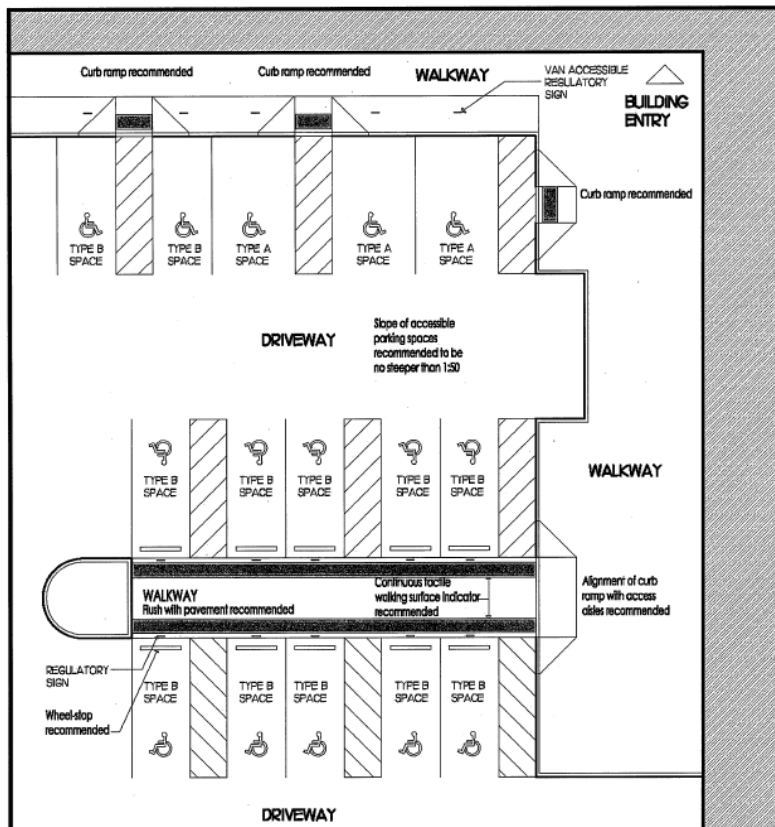 Curb ramp recommended
Curb ramp recommended
WALKWAY
VAN ACCESSIBLE
REGULATORY
SIGN
BUILDING
ENTRY
Curb ramp recommended
TYPE B
SPACE
TYPE B
SPACE
TYPE A
SPACE
TYPE A
SPACE
TYPE A
SPACE
DRIVEWAY
Slope of accessible
parking spaces
recommended to be
no steeper than 1:50
TYPE B
SPACE
TYPE B
SPACE
TYPE B
SPACE
TYPE B
SPACE
TYPE B
SPACE
WALKWAY
WALKWAY
Flush with pavement recommended
Continuous tactile
walking surface indicator
recommended
Alignment of curb
ramp with access
aisles recommended
REGULATORY
SIGN
Wheel-stop
recommended
TYPE B
SPACE
TYPE B
SPACE
TYPE B
SPACE
TYPE B
SPACE
TYPE B
SPACE
DRIVEWAY